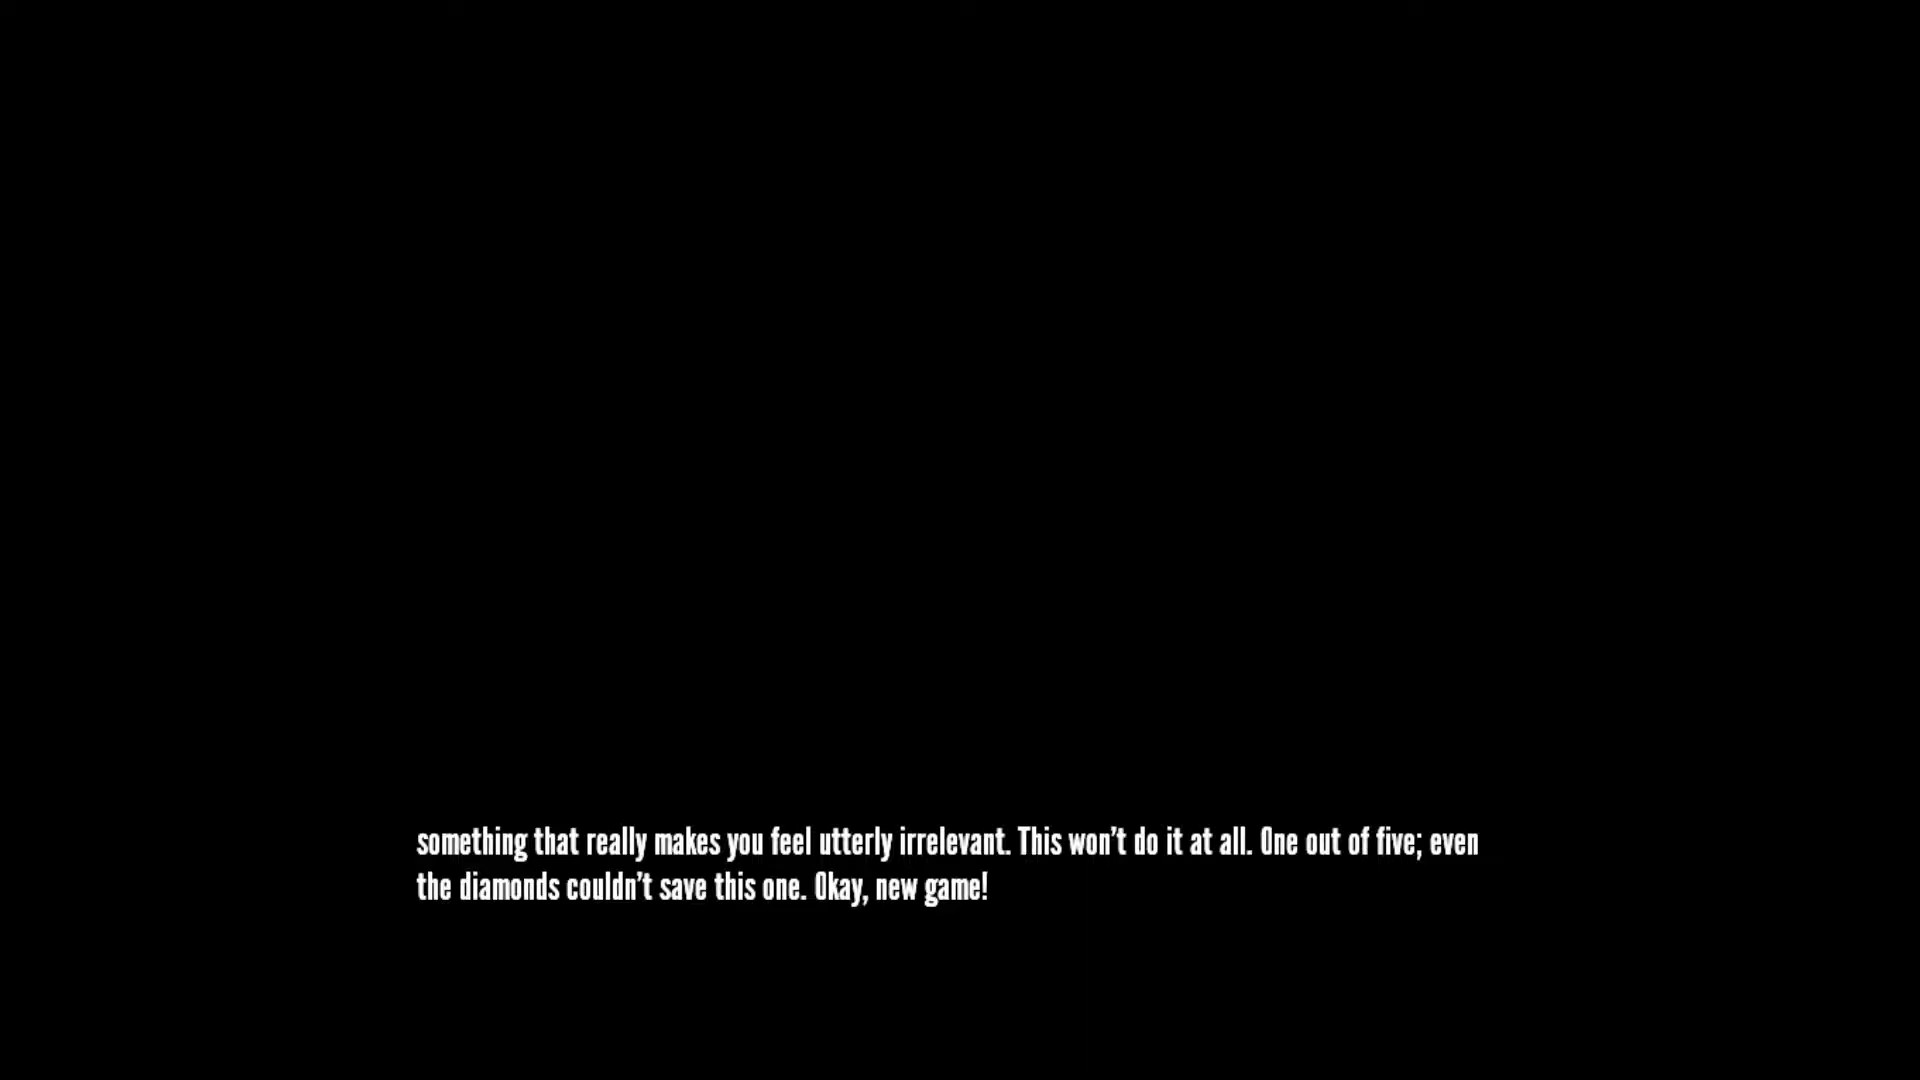 something that really makes you feel utterly irrelevant. This won’t do it at all. One out of five; even
the diamonds couldn’t save this one. Okay, new game!